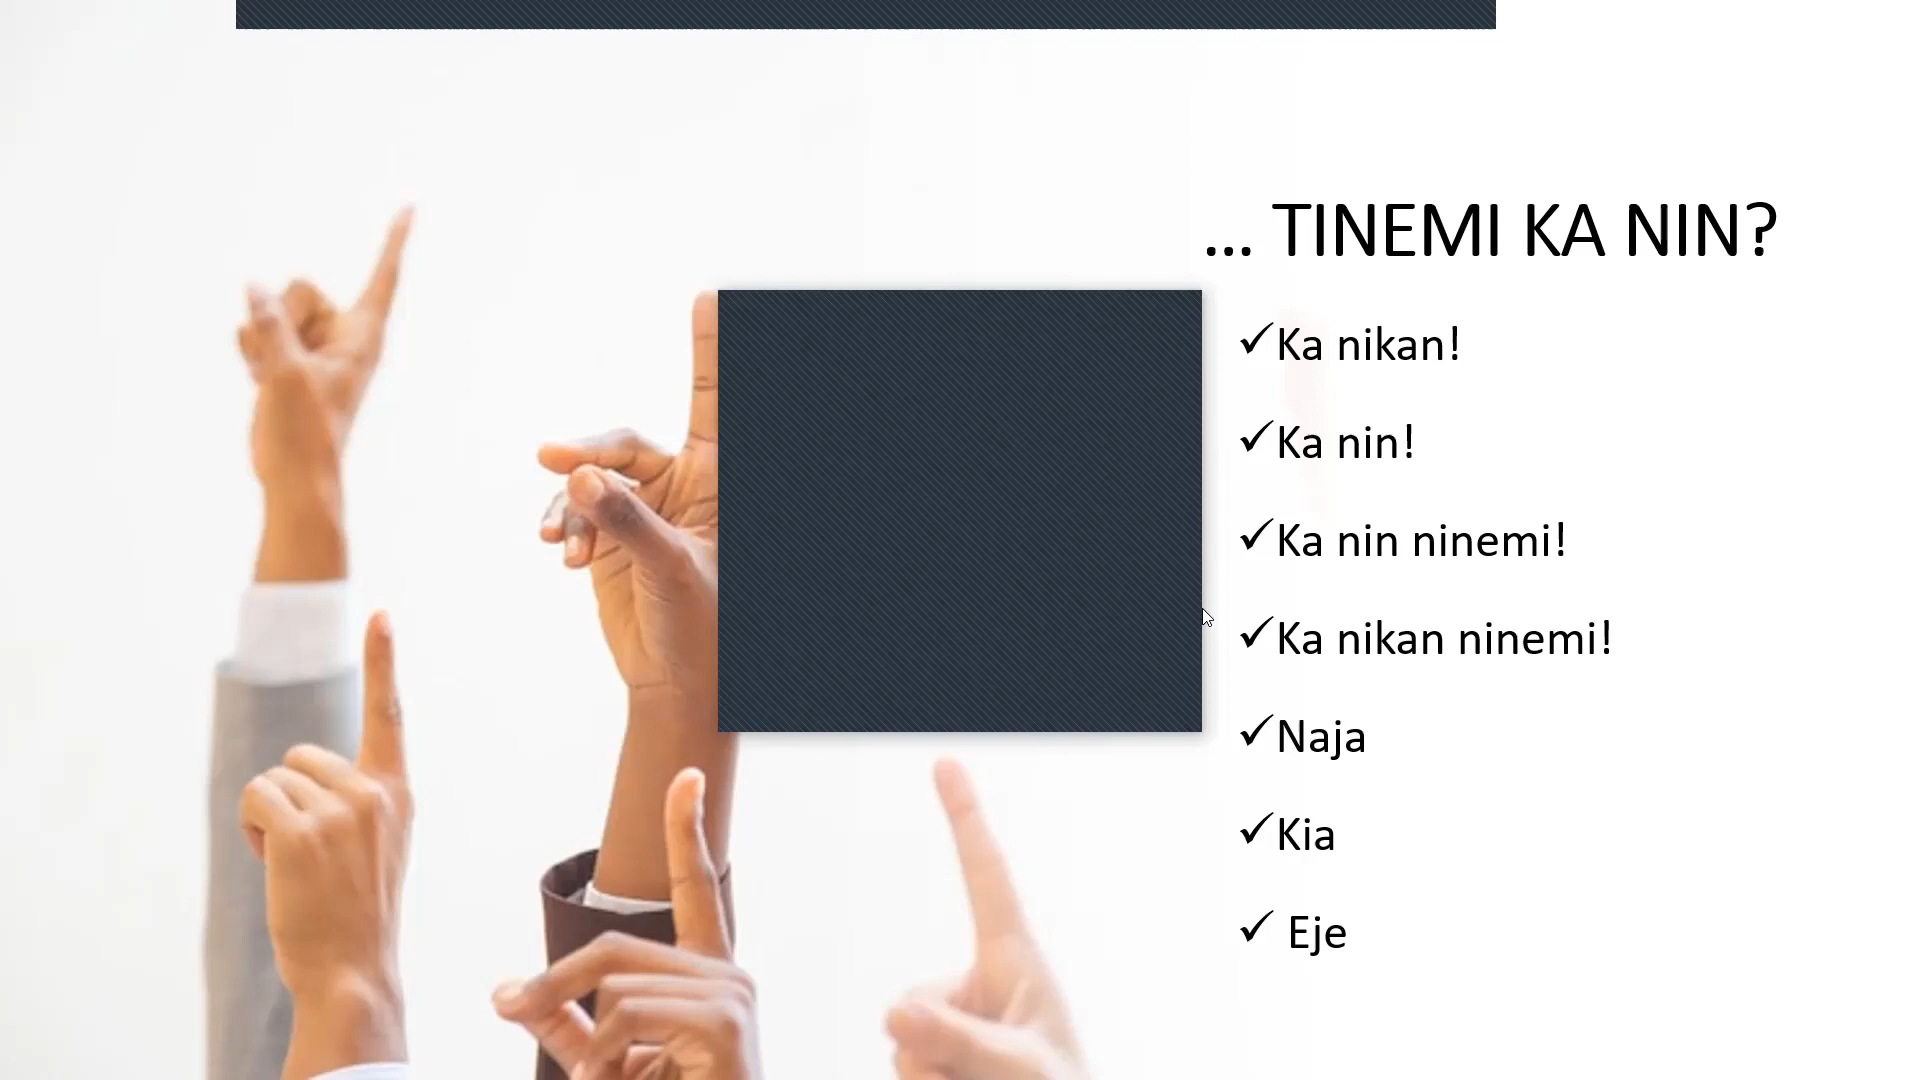 ... TINEMI KA NIN?
✓Ka nikan!
✓Ka nin!
✓Ka nin ninemi!
✓Ka nikan ninemi!
✓Naja
✓Kia
✓ Eje